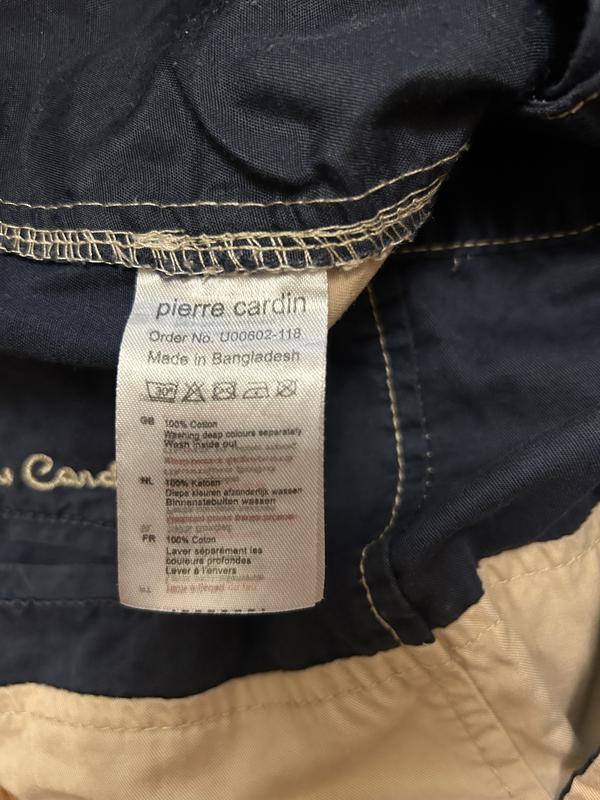 pierre cardin
Order No. U00602-118
Made in Bangladesh
30°
GB 100% Cotton
Washing deep colours separately
Wash inside out
NL 100% Katoen
Diepe kleuren afzonderlijk wassen
Binnenstebuiten wassen
FR 100% Coton
Laver séparément les
couleurs profondes
Laver à l'envers
Card